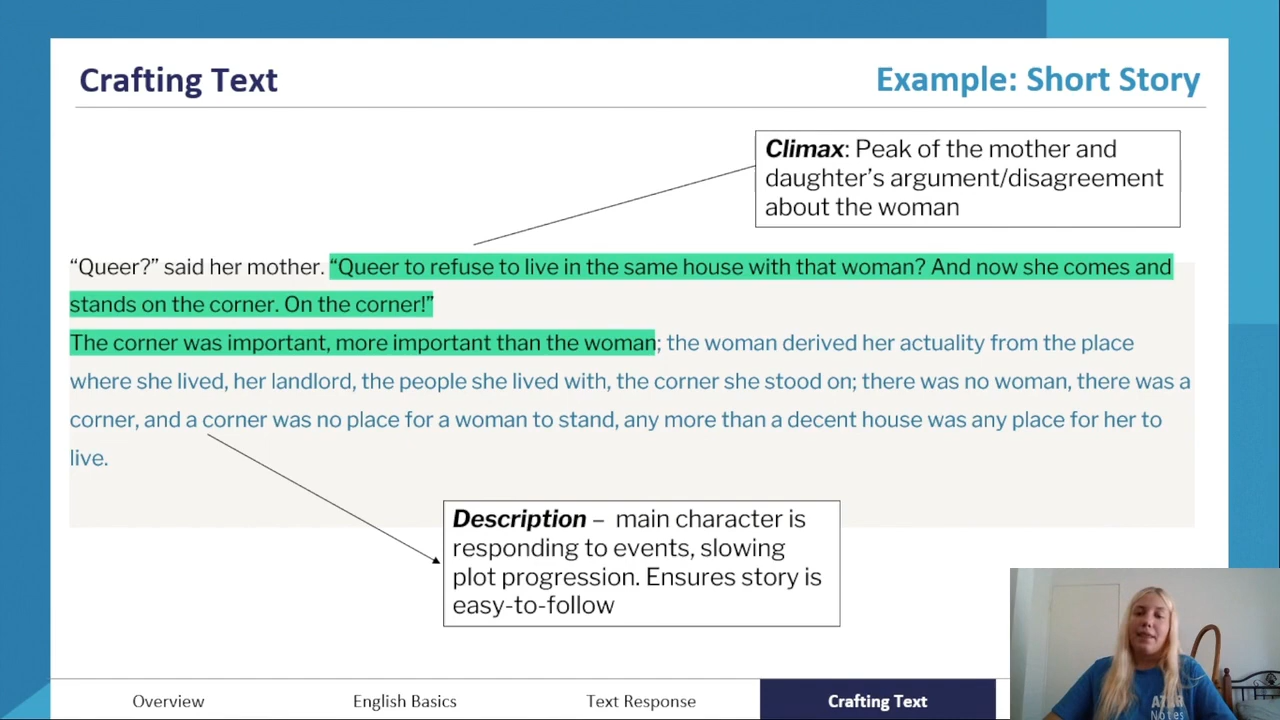 Crafting Text
Example: Short Story
Climax: Peak of the mother and
daughter’s argument/disagreement
about the woman
“Queer?” said her mother. “Queer to refuse to live in the same house with that woman? And now she comes and
stands on the corner. On the corner!”
The corner was important, more important than the woman; the woman derived her actuality from the place
where she lived, her landlord, the people she lived with, the corner she stood on; there was no woman, there was a
corner, and a corner was no place for a woman to stand, any more than a decent house was any place for her to
live.
Description – main character is
responding to events, slowing
plot progression. Ensures story is
easy-to-follow
Overview
English Basics
Text Response
Crafting Text
ATAR
Notes